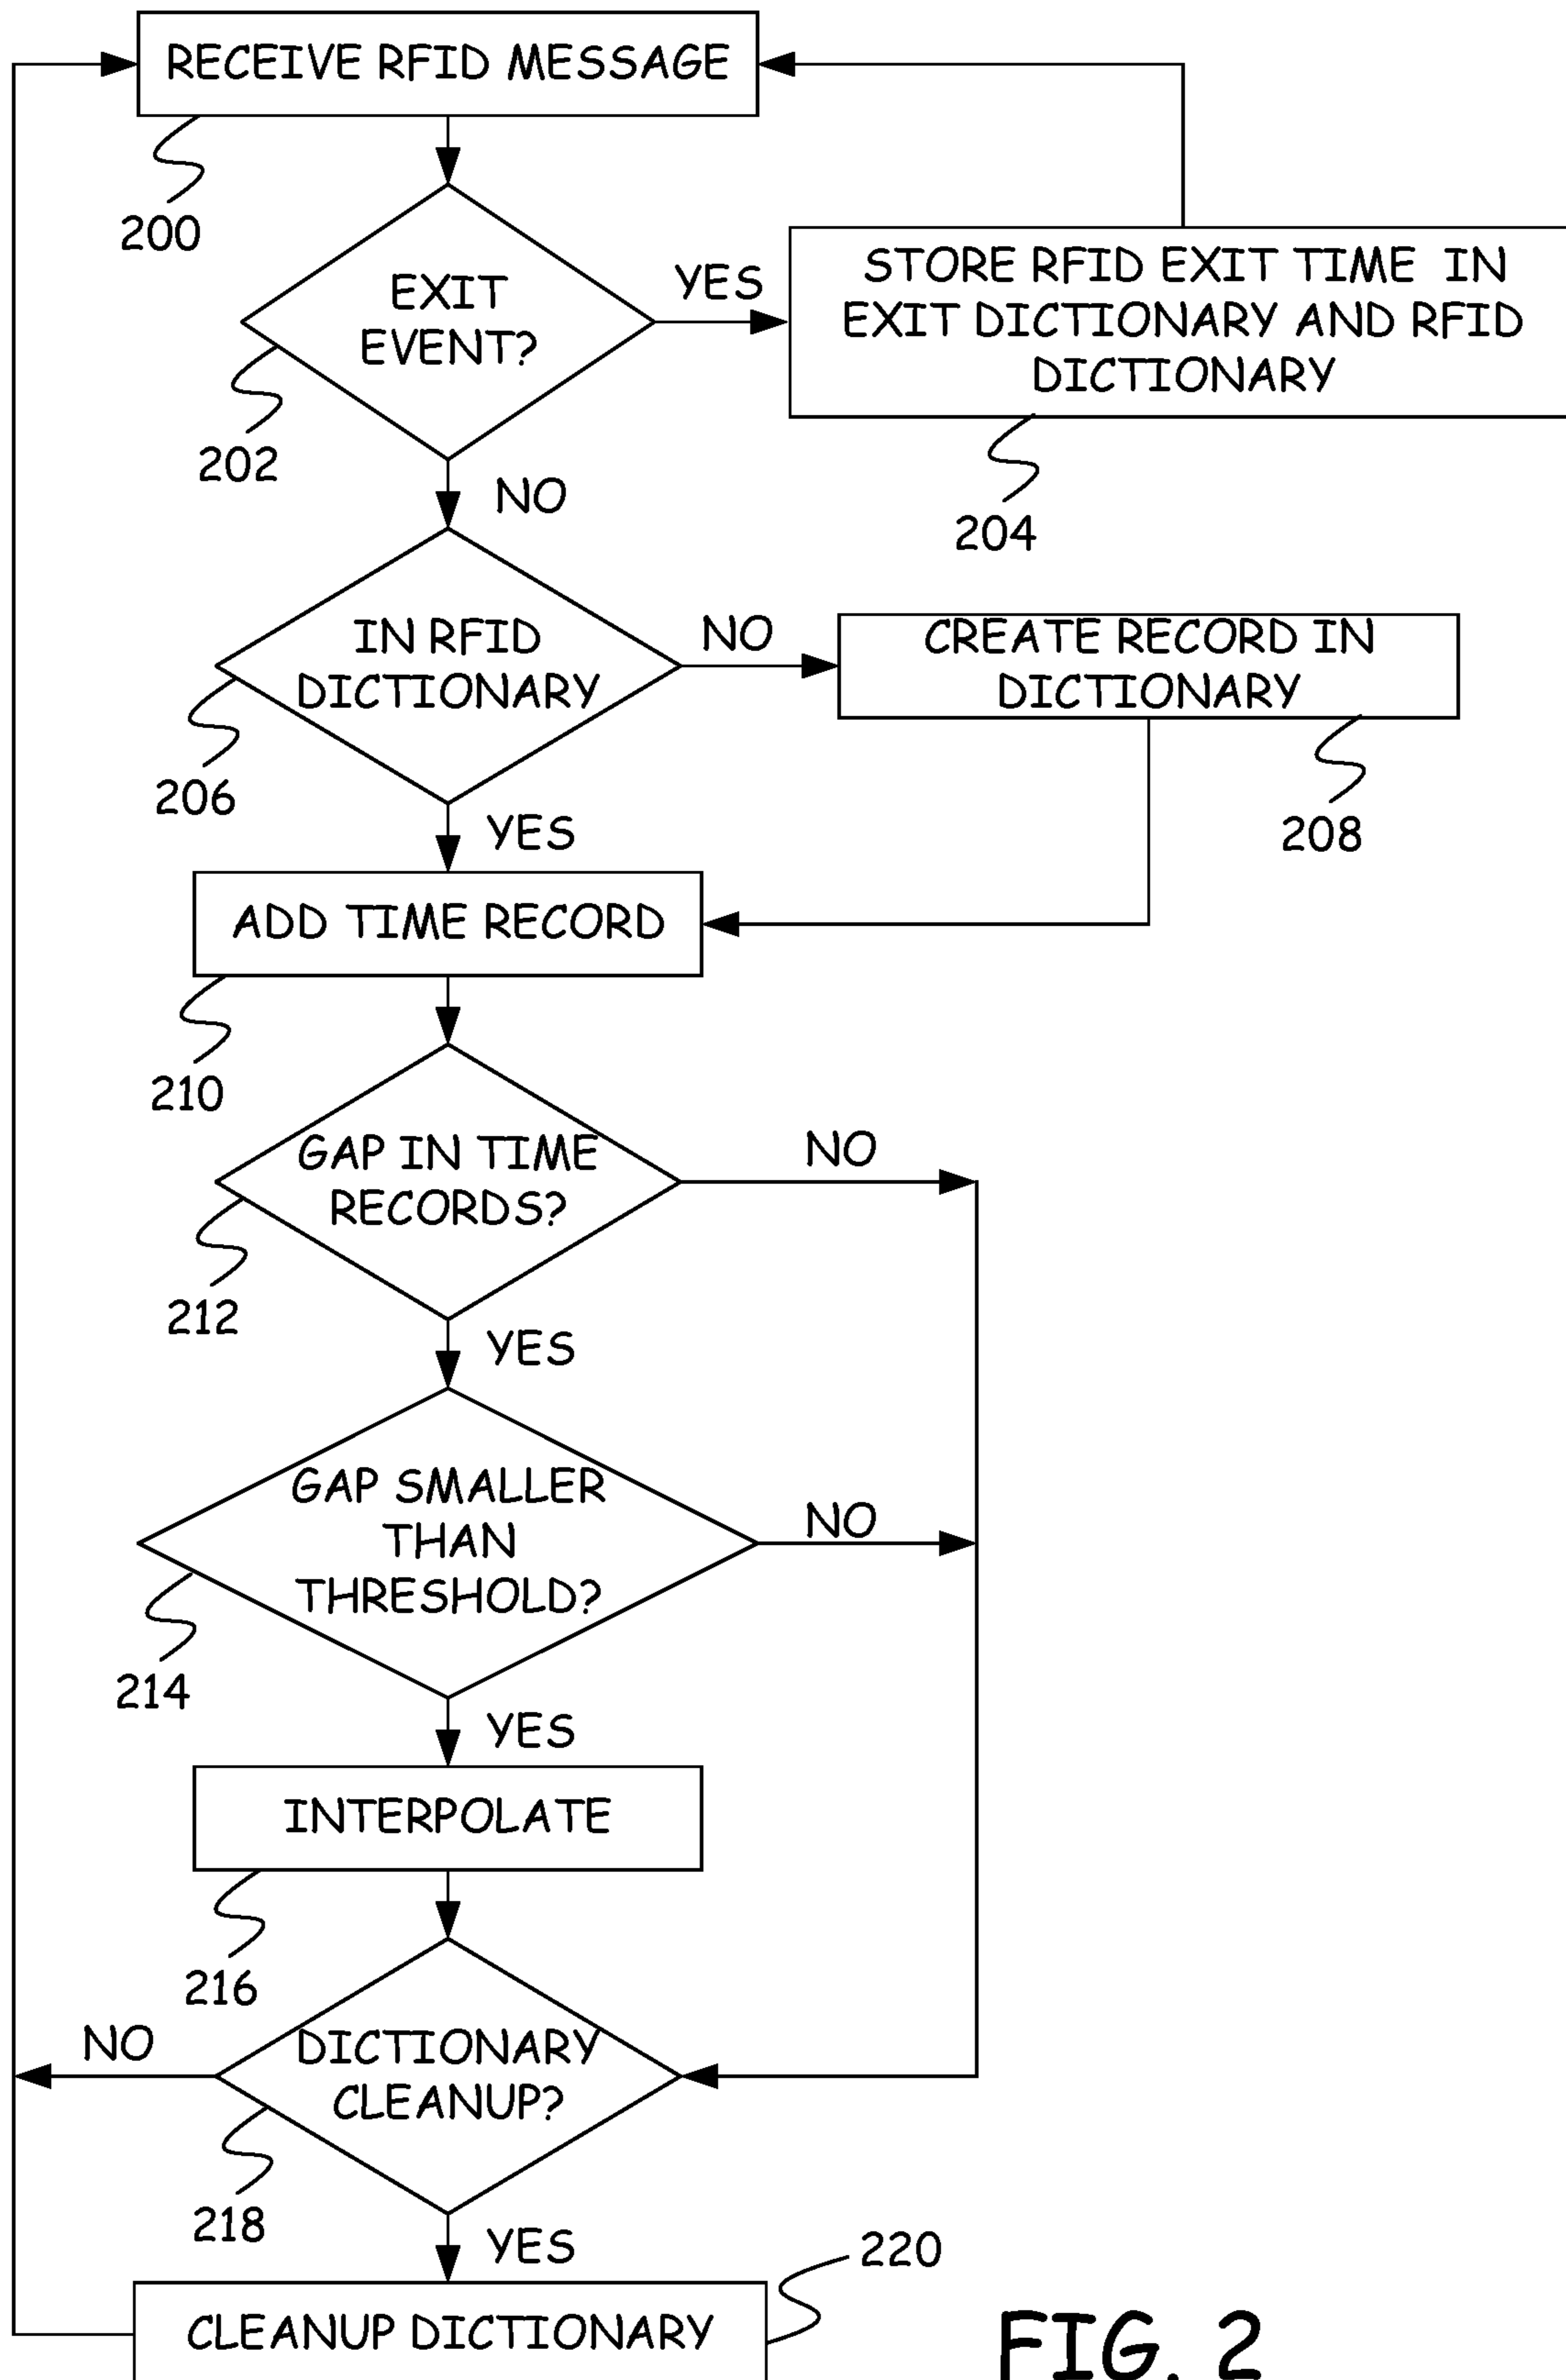 RECEIVE RFID MESSAGE
200
EXIT
EVENT?
YES
STORE RFID EXIT TIME IN
EXIT DICTIONARY AND RFID
DICTIONARY
202
204
NO
IN RFID
DICTIONARY
NO
CREATE RECORD IN
DICTIONARY
206
208
YES
ADD TIME RECORD
210
GAP IN TIME
RECORDS?
NO
212
YES
GAP SMALLER
THAN
THRESHOLD?
NO
214
YES
INTERPOLATE
216
DICTIONARY
CLEANUP?
NO
218
YES
220
CLEANUP DICTIONARY
FIG. 2